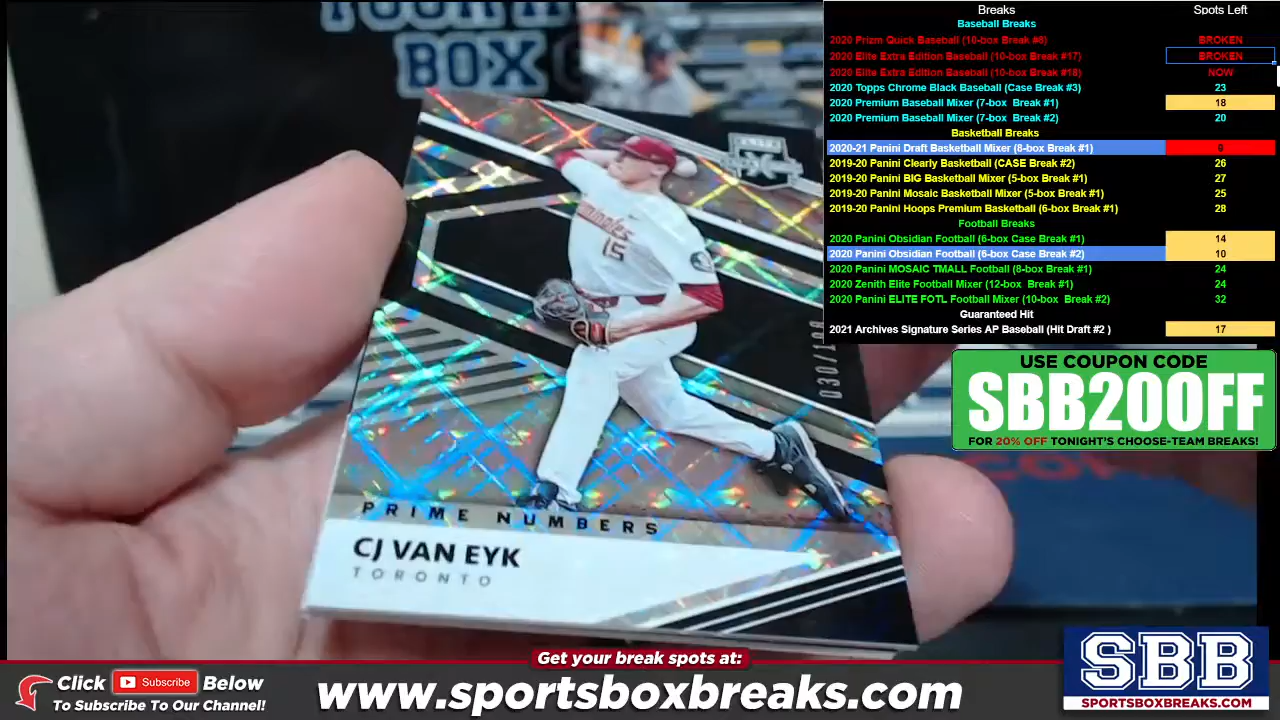 YOUR
BOX
Breaks Spots Left
Baseball Breaks
2020 Prizm Quick Baseball (10-box Break #6) BROKEN
2020 Elite Extra Edition Baseball (10-box Break #17) BROKEN
2020 Elite Extra Edition Baseball (10-box Break #18) NOW
2020 Topps Chrome Black Baseball (Case Break #3) 23
2020 Premium Baseball Mixer (7-box Break #1) 18
2020 Premium Baseball Mixer (7-box Break #2) 20
Basketball Breaks
2020-21 Panini Draft Basketball Mixer (8-box Break #1)
2019-20 Panini Clearly Basketball (CASE Break #2) 26
2019-20 Panini BIG Basketball Mixer (5-box Break #1) 27
2019-20 Panini Mosaic Basketball Mixer (5-box Break #1) 25
2019-20 Panini Hoops Premium Basketball (6-box Break #1) 28
Football Breaks
2020 Panini Obsidian Football (6-box Case Break #1) 14
2020 Panini Obsidian Football (6-box Case Break #2) 10
2020 Panini MOSAIC TMALL Football (8-box Break #1) 24
2020 Zenith Elite Football Mixer (12-box Break #1) 24
2020 Panini ELITE FOTL Football Mixer (10-box Break #2) 32
Guaranteed Hit
2021 Archives Signature Series AP Baseball (Hit Draft #2 ) 17
USE COUPON CODE
SBB20OFF
FOR 20% OFF TONIGHT'S CHOOSE-TEAM BREAKS!
15
PRIME NUMBERS
CJ VAN EYK
TORONTO
Get your break spots at:
www.sportsboxbreaks.com
Click Subscribe Below
To Subscribe To Our Channel!
SBB
SPORTSBOXBREAKS.COM